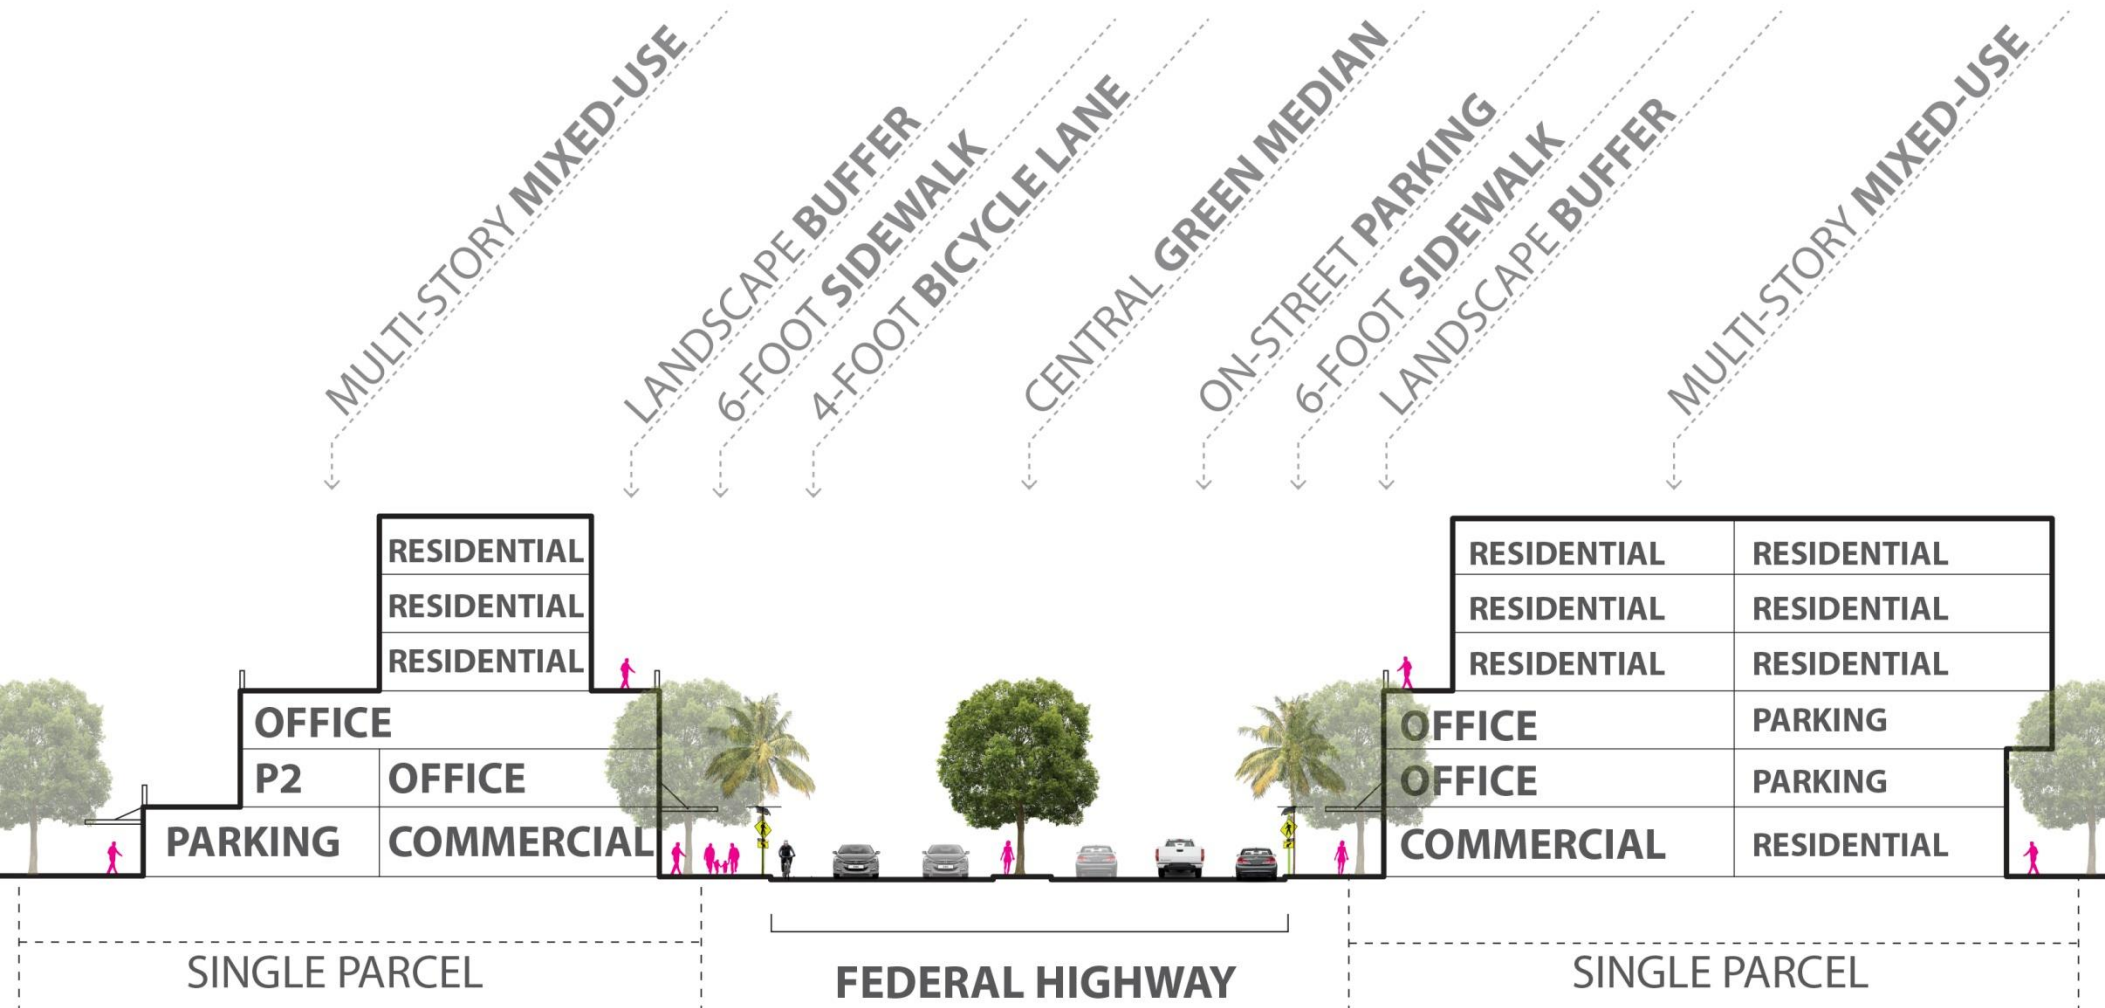 MULTI-STORY MIXED-USE
LANDSCAPE BUFFER
6-FOOT SIDEWALK
4-FOOT BICYCLE LANE
CENTRAL GREEN MEDIAN
ON-STREET PARKING
6-FOOT SIDEWALK
LANDSCAPE BUFFER
MULTI-STORY MIXED-USE
RESIDENTIAL
RESIDENTIAL
RESIDENTIAL
OFFICE
P2 OFFICE
PARKING COMMERCIAL
RESIDENTIAL RESIDENTIAL
RESIDENTIAL RESIDENTIAL
RESIDENTIAL RESIDENTIAL
OFFICE PARKING
OFFICE PARKING
COMMERCIAL RESIDENTIAL
SINGLE PARCEL
FEDERAL HIGHWAY
SINGLE PARCEL